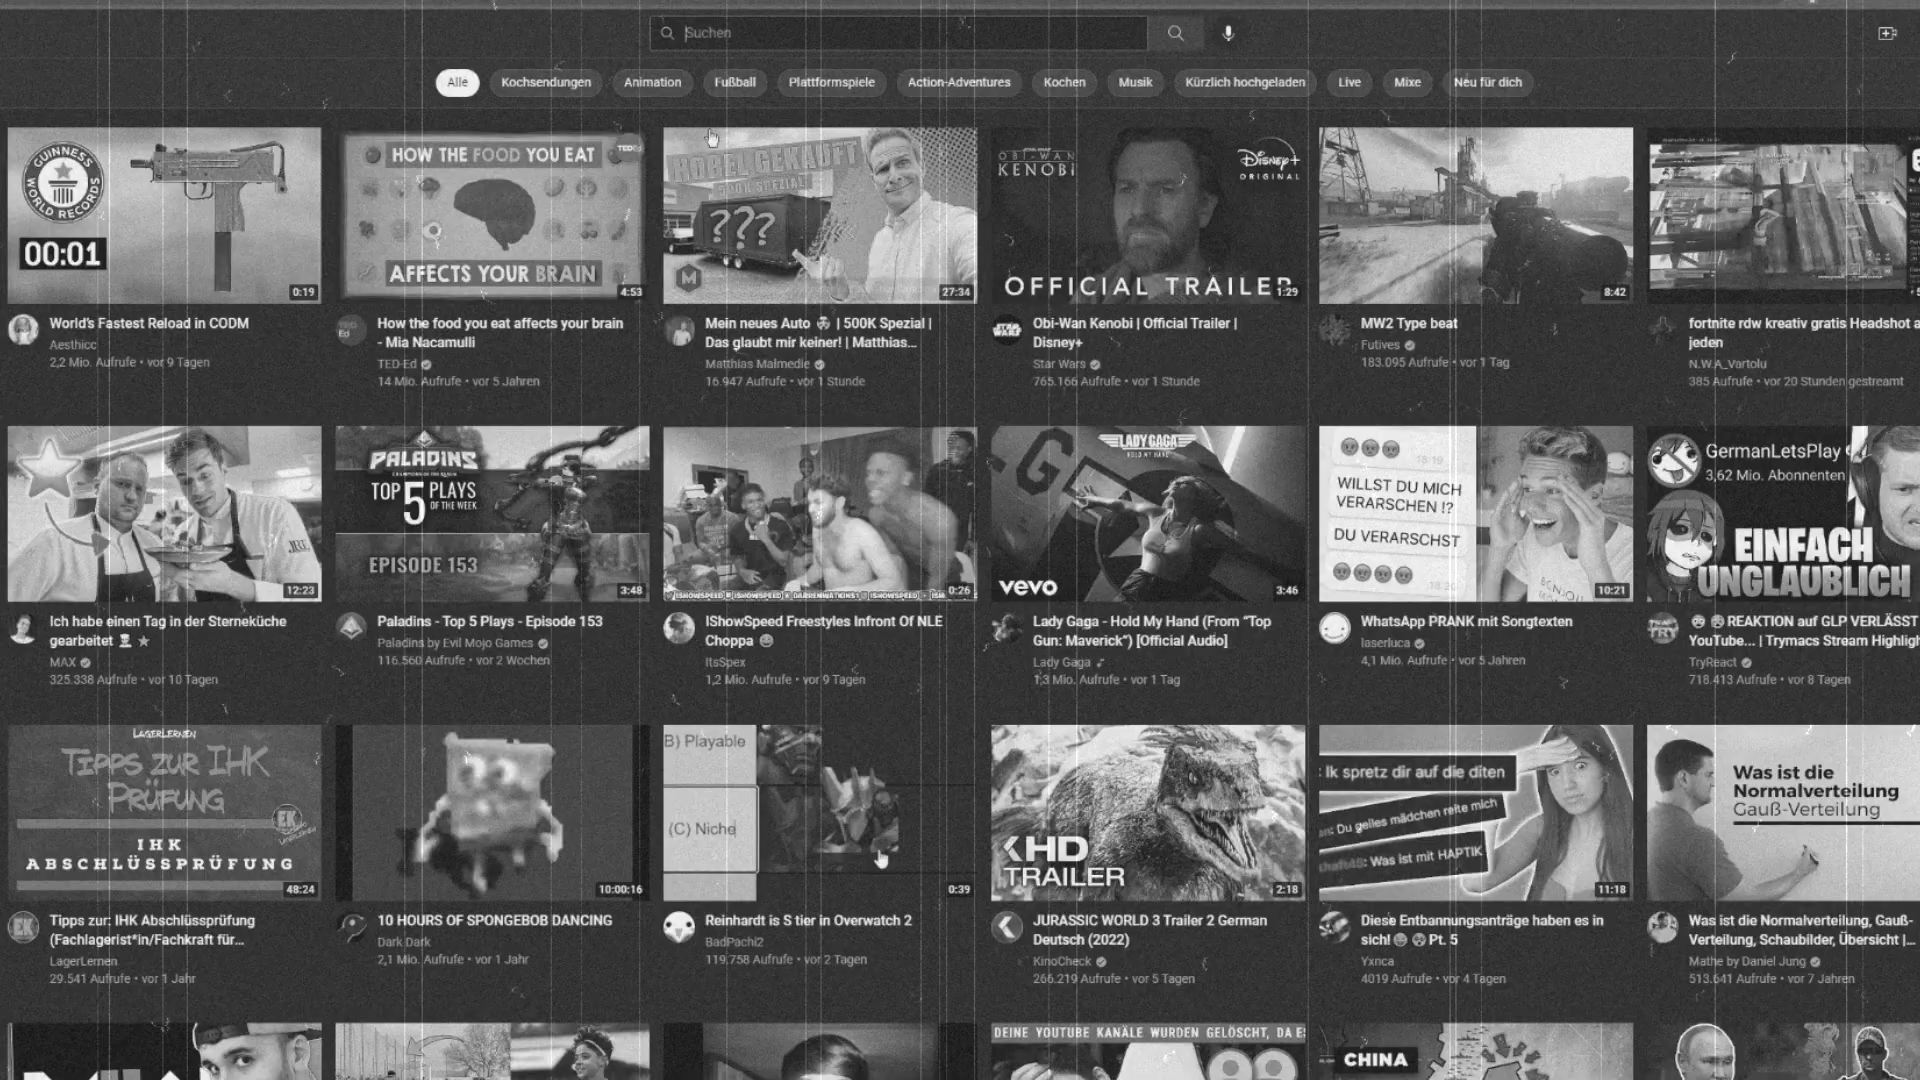 Suchen
Alle Kochsendungen Animation Fußball Plattformspiele Action-Adventures Kochen Musik Kürzlich hochgeladen Live Mixe Neu für dich
GUINNESS
WORLD RECORDS
00:01
0:19
World's Fastest Reload in CODM
Aesthicc
2,2 Mio. Aufrufe • vor 9 Tagen
HOW THE FOOD YOU EAT
AFFECTS YOUR BRAIN
4:53
How the food you eat affects your brain
- Mia Nacamulli
TED-Ed
14 Mio. Aufrufe • vor 5 Jahren
HOBEL GEKAUFT
500K SPEZIAL
???
M
27:34
Mein neues Auto | 500K Spezial |
Das glaubt mir keiner! | Matthias...
Matthias Malmedie
16.947 Aufrufe • vor 1 Stunde
OBI-WAN
KENOBI
Disney+
ORIGINAL
OFFICIAL TRAILER
1:29
Obi-Wan Kenobi | Official Trailer |
Disney+
Star Wars
765.166 Aufrufe • vor 1 Stunde
8:42
MW2 Type beat
Futives
183.095 Aufrufe • vor 1 Tag
fortnite rdw kreativ gratis Headshot a
jeden
N.W.A_Vartolu
385 Aufrufe • vor 20 Stunden gestreamt
12:23
Ich habe einen Tag in der Sterneküche
gearbeitet
MAX
325.338 Aufrufe • vor 10 Tagen
PALADINS
TOP 5 PLAYS
OF THE WEEK
EPISODE 153
3:48
Paladins - Top 5 Plays - Episode 153
Paladins by Evil Mojo Games
116.560 Aufrufe • vor 2 Wochen
0:26
IShowSpeed Freestyles Infront Of NLE
Choppa 😂
ItsSpex
1,2 Mio. Aufrufe • vor 9 Tagen
LADY GAGA
HOLD MY HAND
vevo
3:46
Lady Gaga - Hold My Hand (From "Top
Gun: Maverick") [Official Audio]
Lady Gaga
1,3 Mio. Aufrufe • vor 1 Tag
18:19
WILLST DU MICH
VERARSCHEN !?
DU VERARSCHST
10:21
WhatsApp PRANK mit Songtexten
laserluca
4,1 Mio. Aufrufe • vor 5 Jahren
GermanLetsPlay
3,62 Mio. Abonnenten
EINFACH
UNGLAUBLICH
REAKTION auf GLP VERLÄSST
YouTube... | Trymacs Stream Highligh
TryReact
718.413 Aufrufe • vor 8 Tagen
LAGERLERNEN
TIPPS ZUR IHK
PRÜFUNG
IHK
ABSCHLÜSSPRÜFUNG
48:24
Tipps zur: IHK Abschlüssprüfung
(Fachlagerist*in/Fachkraft für...
LagerLernen
29.541 Aufrufe • vor 1 Jahr
10:00:16
10 HOURS OF SPONGEBOB DANCING
Dark Dark
2,1 Mio. Aufrufe • vor 1 Jahr
B) Playable
(C) Niche
0:39
Reinhardt is S tier in Overwatch 2
BadPachi2
119.758 Aufrufe • vor 2 Tagen
KHD
TRAILER
2:18
JURASSIC WORLD 3 Trailer 2 German
Deutsch (2022)
KinoCheck
266.219 Aufrufe • vor 5 Tagen
Ik spretz dir auf die diten
Du geiles mädchen reite mich
Was ist mit HAPTIK
11:18
Diese Entbannungsanträge haben es in
sich! Pt. 5
Yxnca
4019 Aufrufe • vor 4 Tagen
Was ist die
Normalverteilung
Gauß-Verteilung
Was ist die Normalverteilung, Gauß-
Verteilung, Schaubilder, Übersicht |...
Mathe by Daniel Jung
513.641 Aufrufe • vor 7 Jahren
DEINE YOUTUBE KANÄLE WURDEN GELÖSCHT, DA ES
CHINA